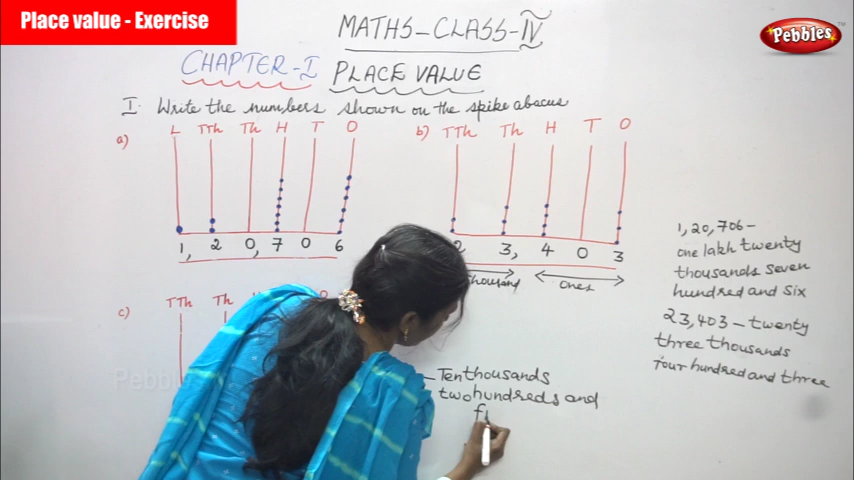 Place value - Exercise
Pebbles™
MATHS-CLASS-IV
CHAPTER-I PLACE VALUE
I. Write the numbers shown on the spike abacus
a) L TTh Th H T O
b) TTh Th H T O
1, 2 0, 7 0 6
2 3, 4 0 3
thousand ones
1,20,706-
one lakh twenty
thousands seven
hundred and six
23,403-twenty
three thousands
four hundred and three
c) TTh Th
Pebbles
- Ten thousands
two hundreds and